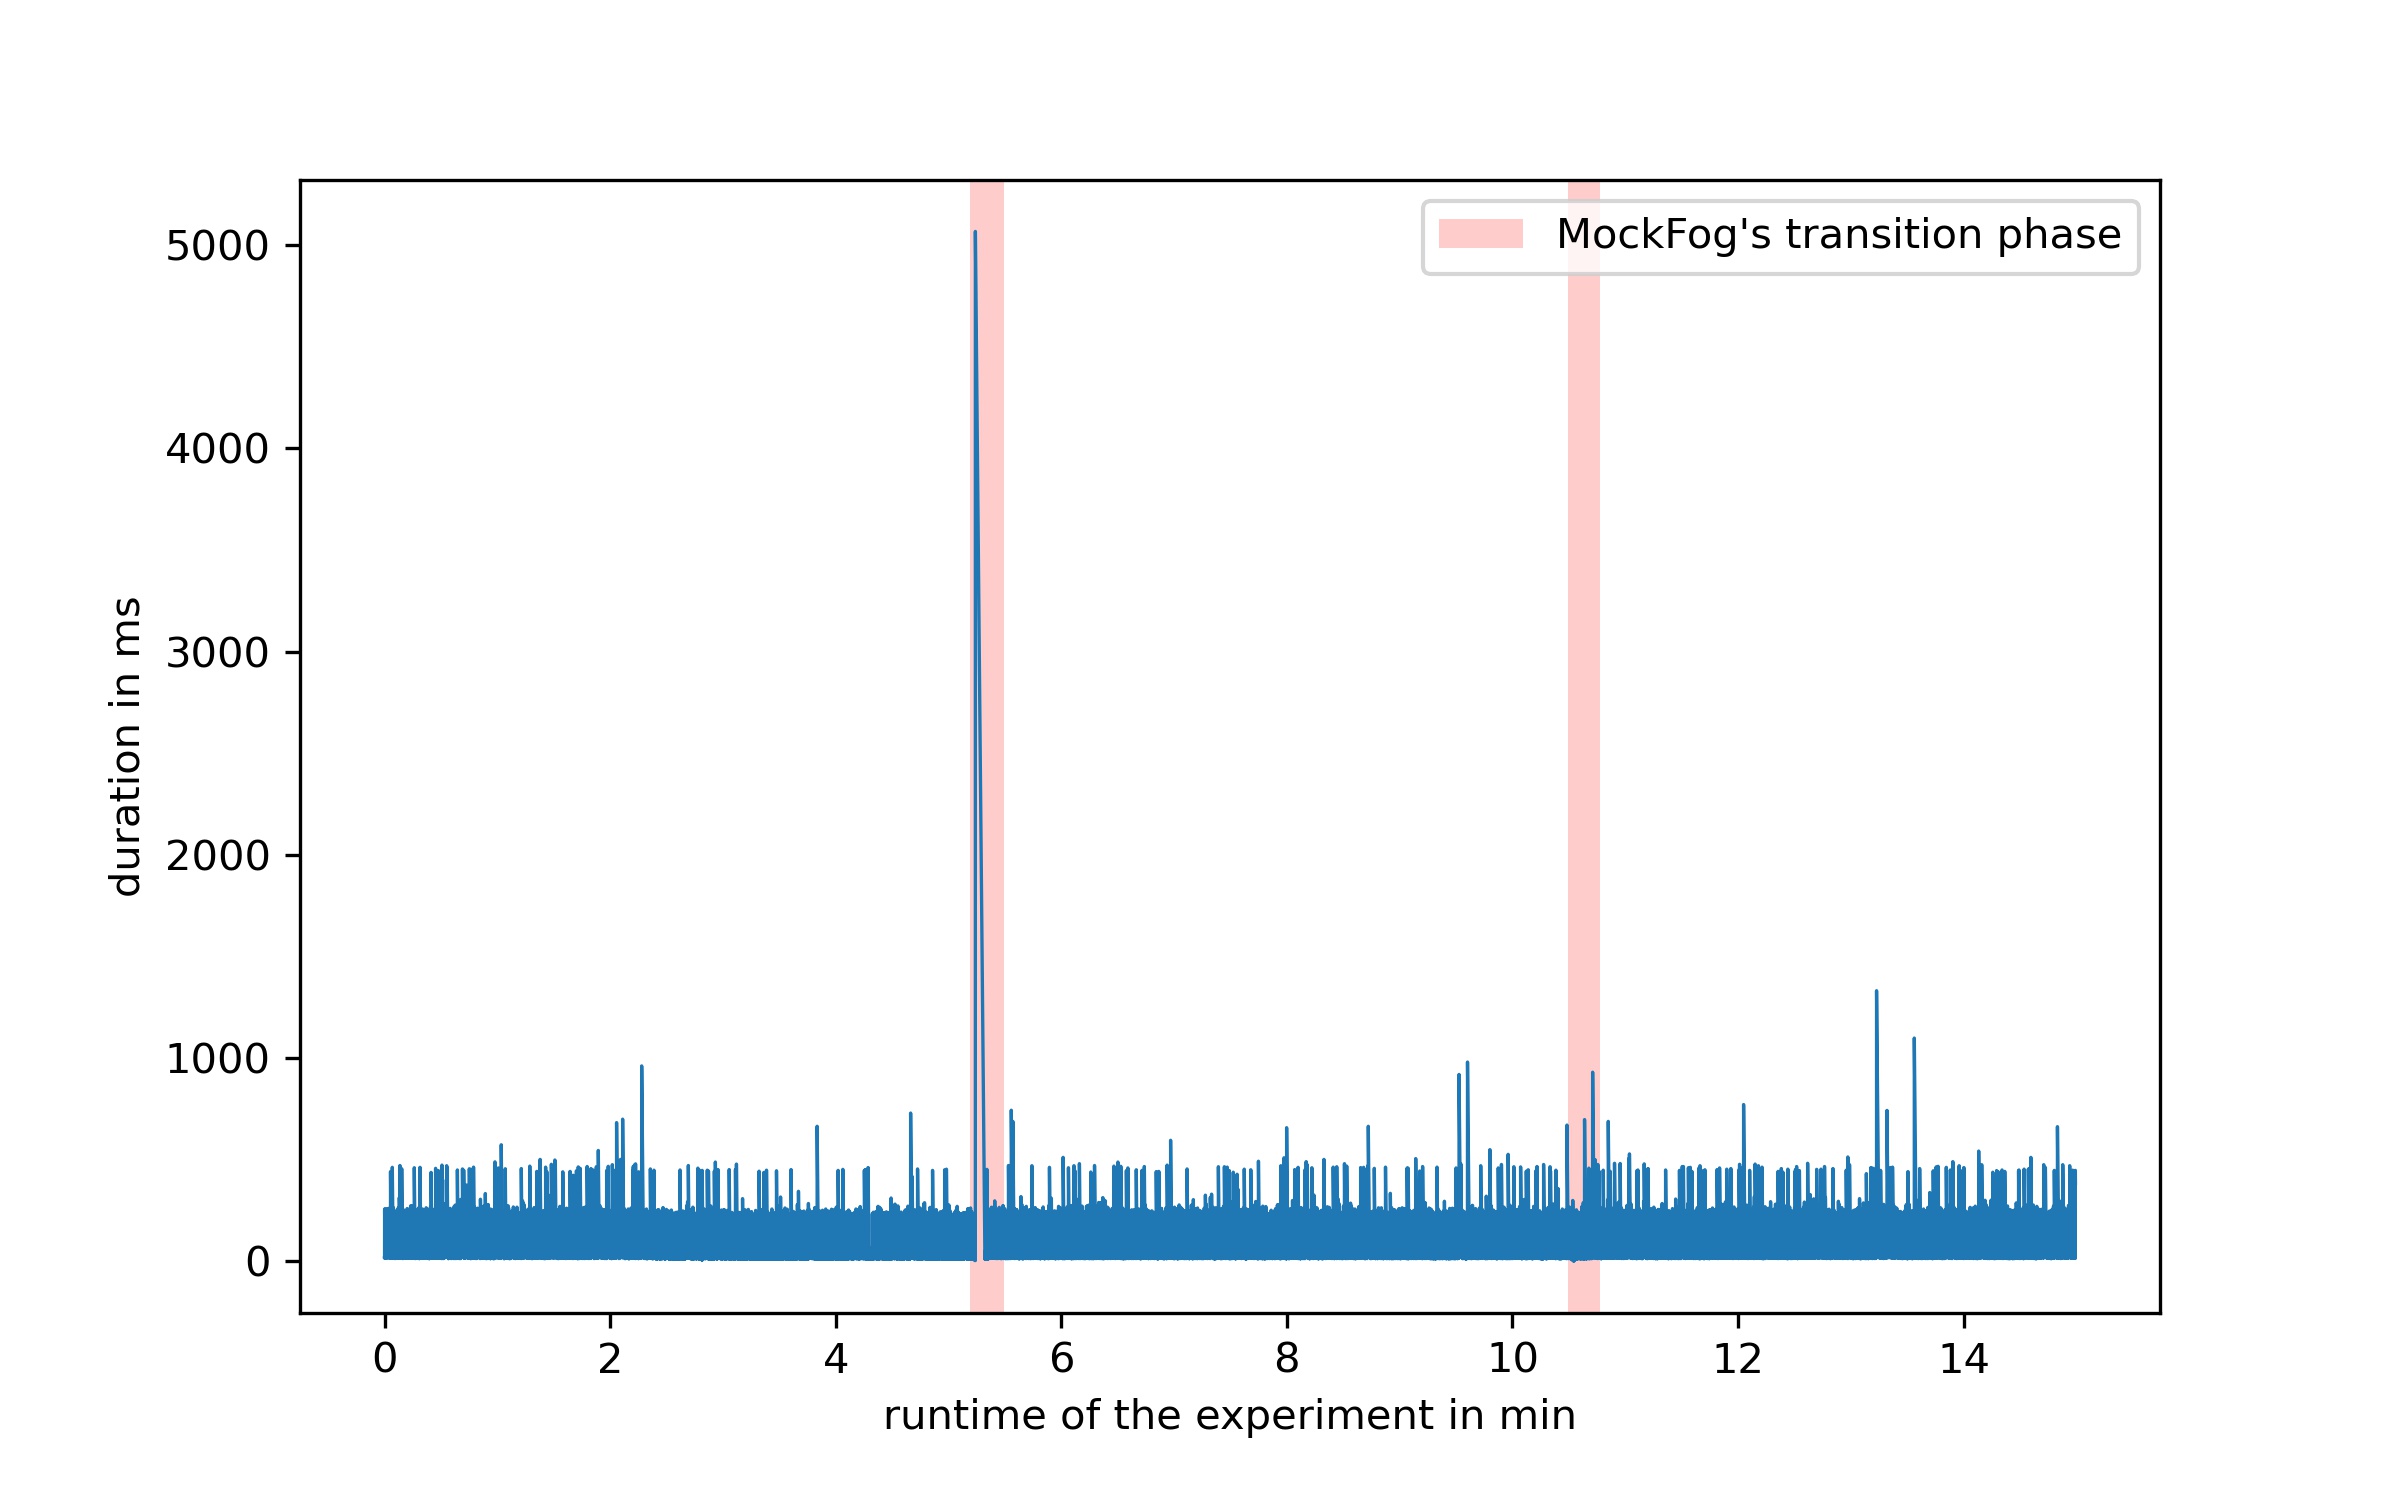 MockFog's transition phase
5000
4000
3000
2000
1000
0
duration in ms
0 2 4 6 8 10 12 14
runtime of the experiment in min